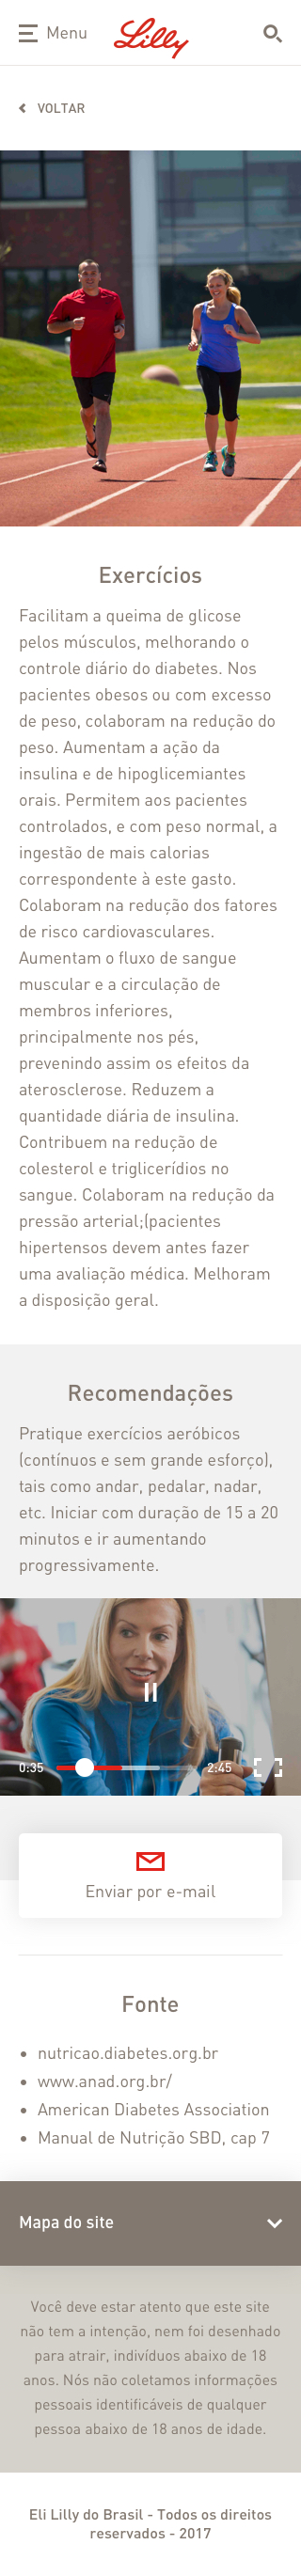 Menu
Lilly
VOLTAR
Exercícios
Facilitam a queima de glicose
pelos músculos, melhorando o
controle diário do diabetes. Nos
pacientes obesos ou com excesso
de peso, colaboram na redução do
peso. Aumentam a ação da
insulina e de hipoglicemiantes
orais. Permitem aos pacientes
controlados, e com peso normal, a
ingestão de mais calorias
correspondente à este gasto.
Colaboram na redução dos fatores
de risco cardiovasculares.
Aumentam o fluxo de sangue
muscular e a circulação de
membros inferiores,
principalmente nos pés,
prevenindo assim os efeitos da
aterosclerose. Reduzem a
quantidade diária de insulina.
Contribuem na redução de
colesterol e triglicerídios no
sangue. Colaboram na redução da
pressão arterial;(pacientes
hipertensos devem antes fazer
uma avaliação médica. Melhoram
a disposição geral.
Recomendações
Pratique exercícios aeróbicos
(contínuos e sem grande esforço),
tais como andar, pedalar, nadar,
etc. Iniciar com duração de 15 a 20
minutos e ir aumentando
progressivamente.
0:35 2:45
Enviar por e-mail
Fonte
• nutricao.diabetes.org.br
• www.anad.org.br/
• American Diabetes Association
• Manual de Nutrição SBD, cap 7
Mapa do site
Você deve estar atento que este site
não tem a intenção, nem foi desenhado
para atrair, indivíduos abaixo de 18
anos. Nós não coletamos informações
pessoais identificáveis de qualquer
pessoa abaixo de 18 anos de idade.
Eli Lilly do Brasil - Todos os direitos
reservados - 2017